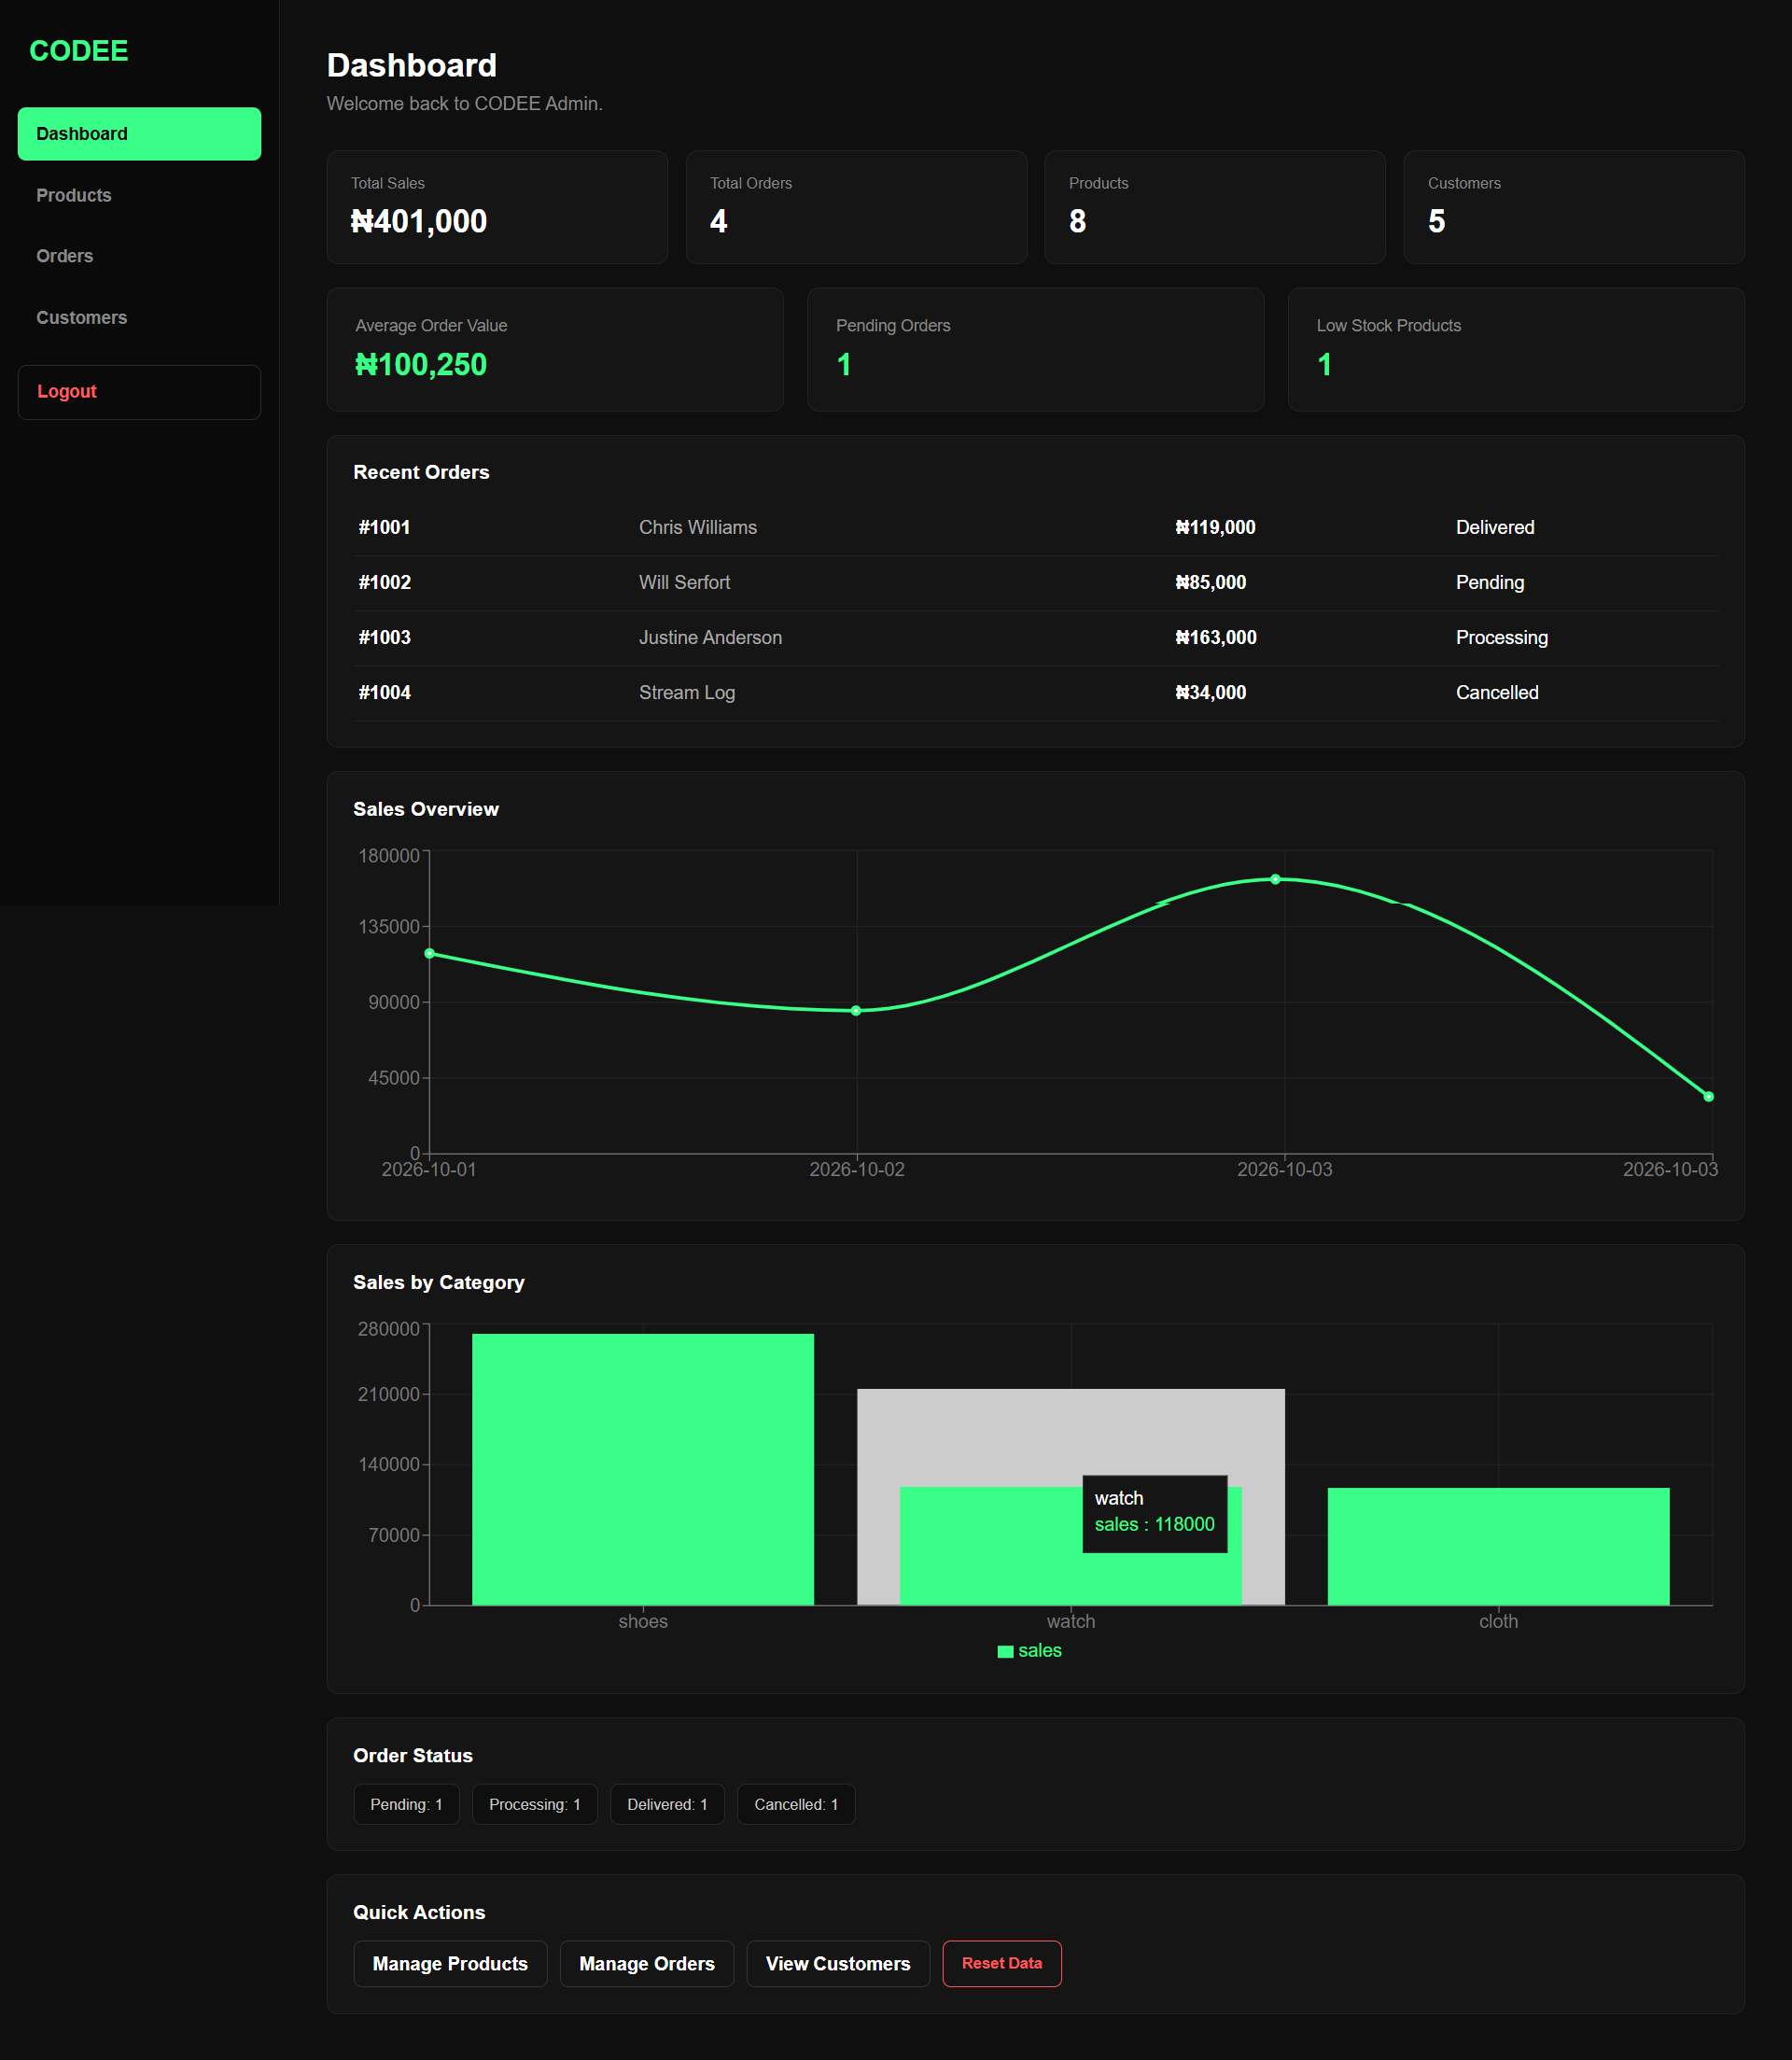 CODEE
Dashboard
Products
Orders
Customers
Logout
Dashboard
Welcome back to CODEE Admin.
Total Sales
₦401,000
Total Orders
4
Products
8
Customers
5
Average Order Value
₦100,250
Pending Orders
1
Low Stock Products
1
Recent Orders
#1001 Chris Williams ₦119,000 Delivered
#1002 Will Serfort ₦85,000 Pending
#1003 Justine Anderson ₦163,000 Processing
#1004 Stream Log ₦34,000 Cancelled
Sales Overview
180000
135000
90000
45000
0
2026-10-01 2026-10-02 2026-10-03 2026-10-03
Sales by Category
280000
210000
140000
70000
0
watch
sales : 118000
shoes watch cloth
sales
Order Status
Pending: 1 Processing: 1 Delivered: 1 Cancelled: 1
Quick Actions
Manage Products Manage Orders View Customers Reset Data